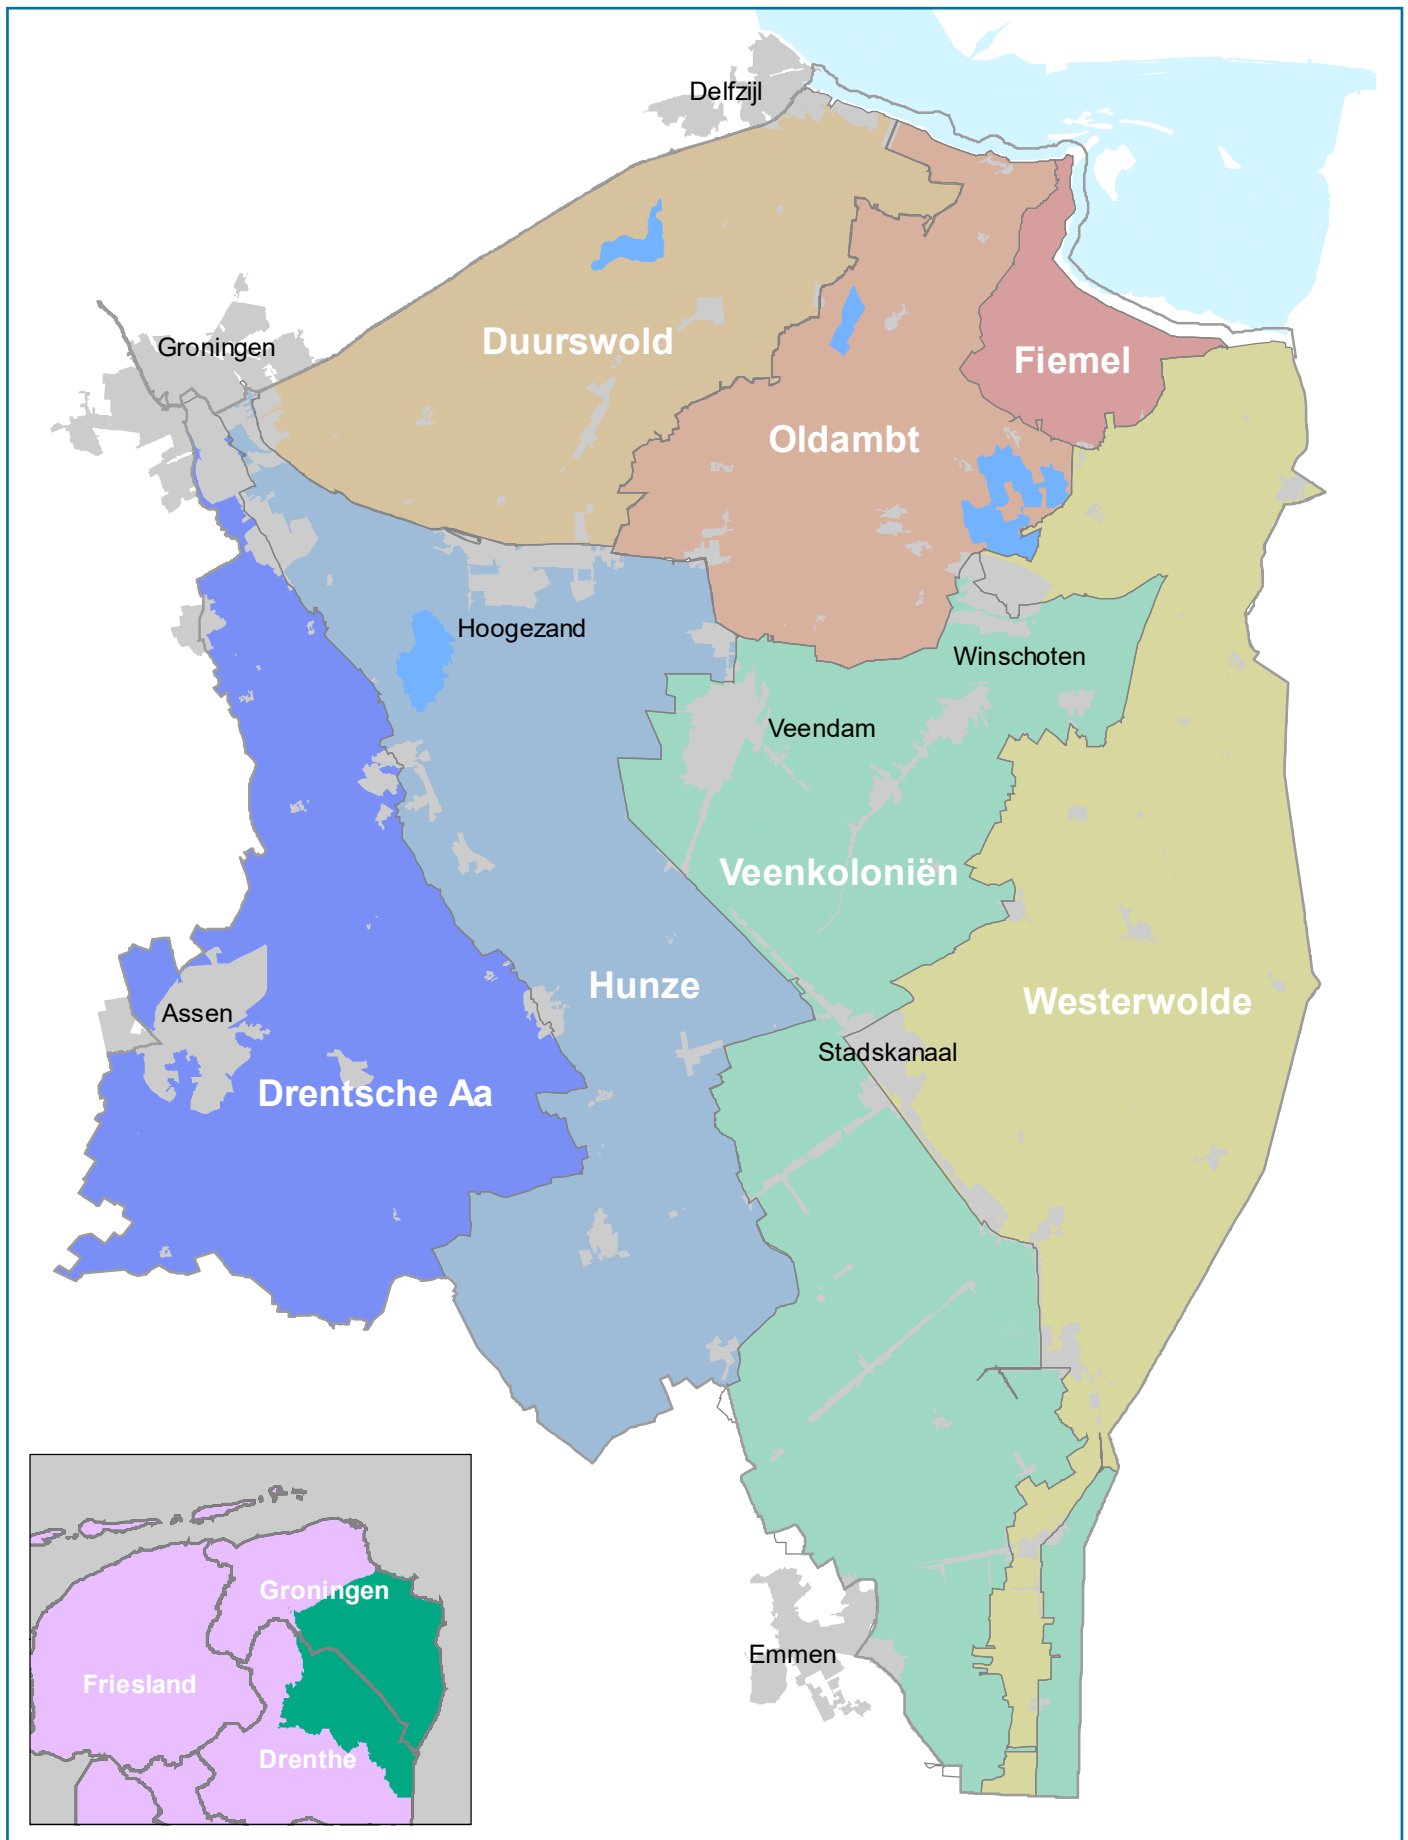 Delfzijl
Groningen
Duurswold
Fiemel
Oldambt
Hoogezand
Winschoten
Veendam
Veenkoloniën
Hunze
Westerwolde
Assen
Stadskanaal
Drentsche Aa
Emmen
Groningen
Friesland
Drenthe